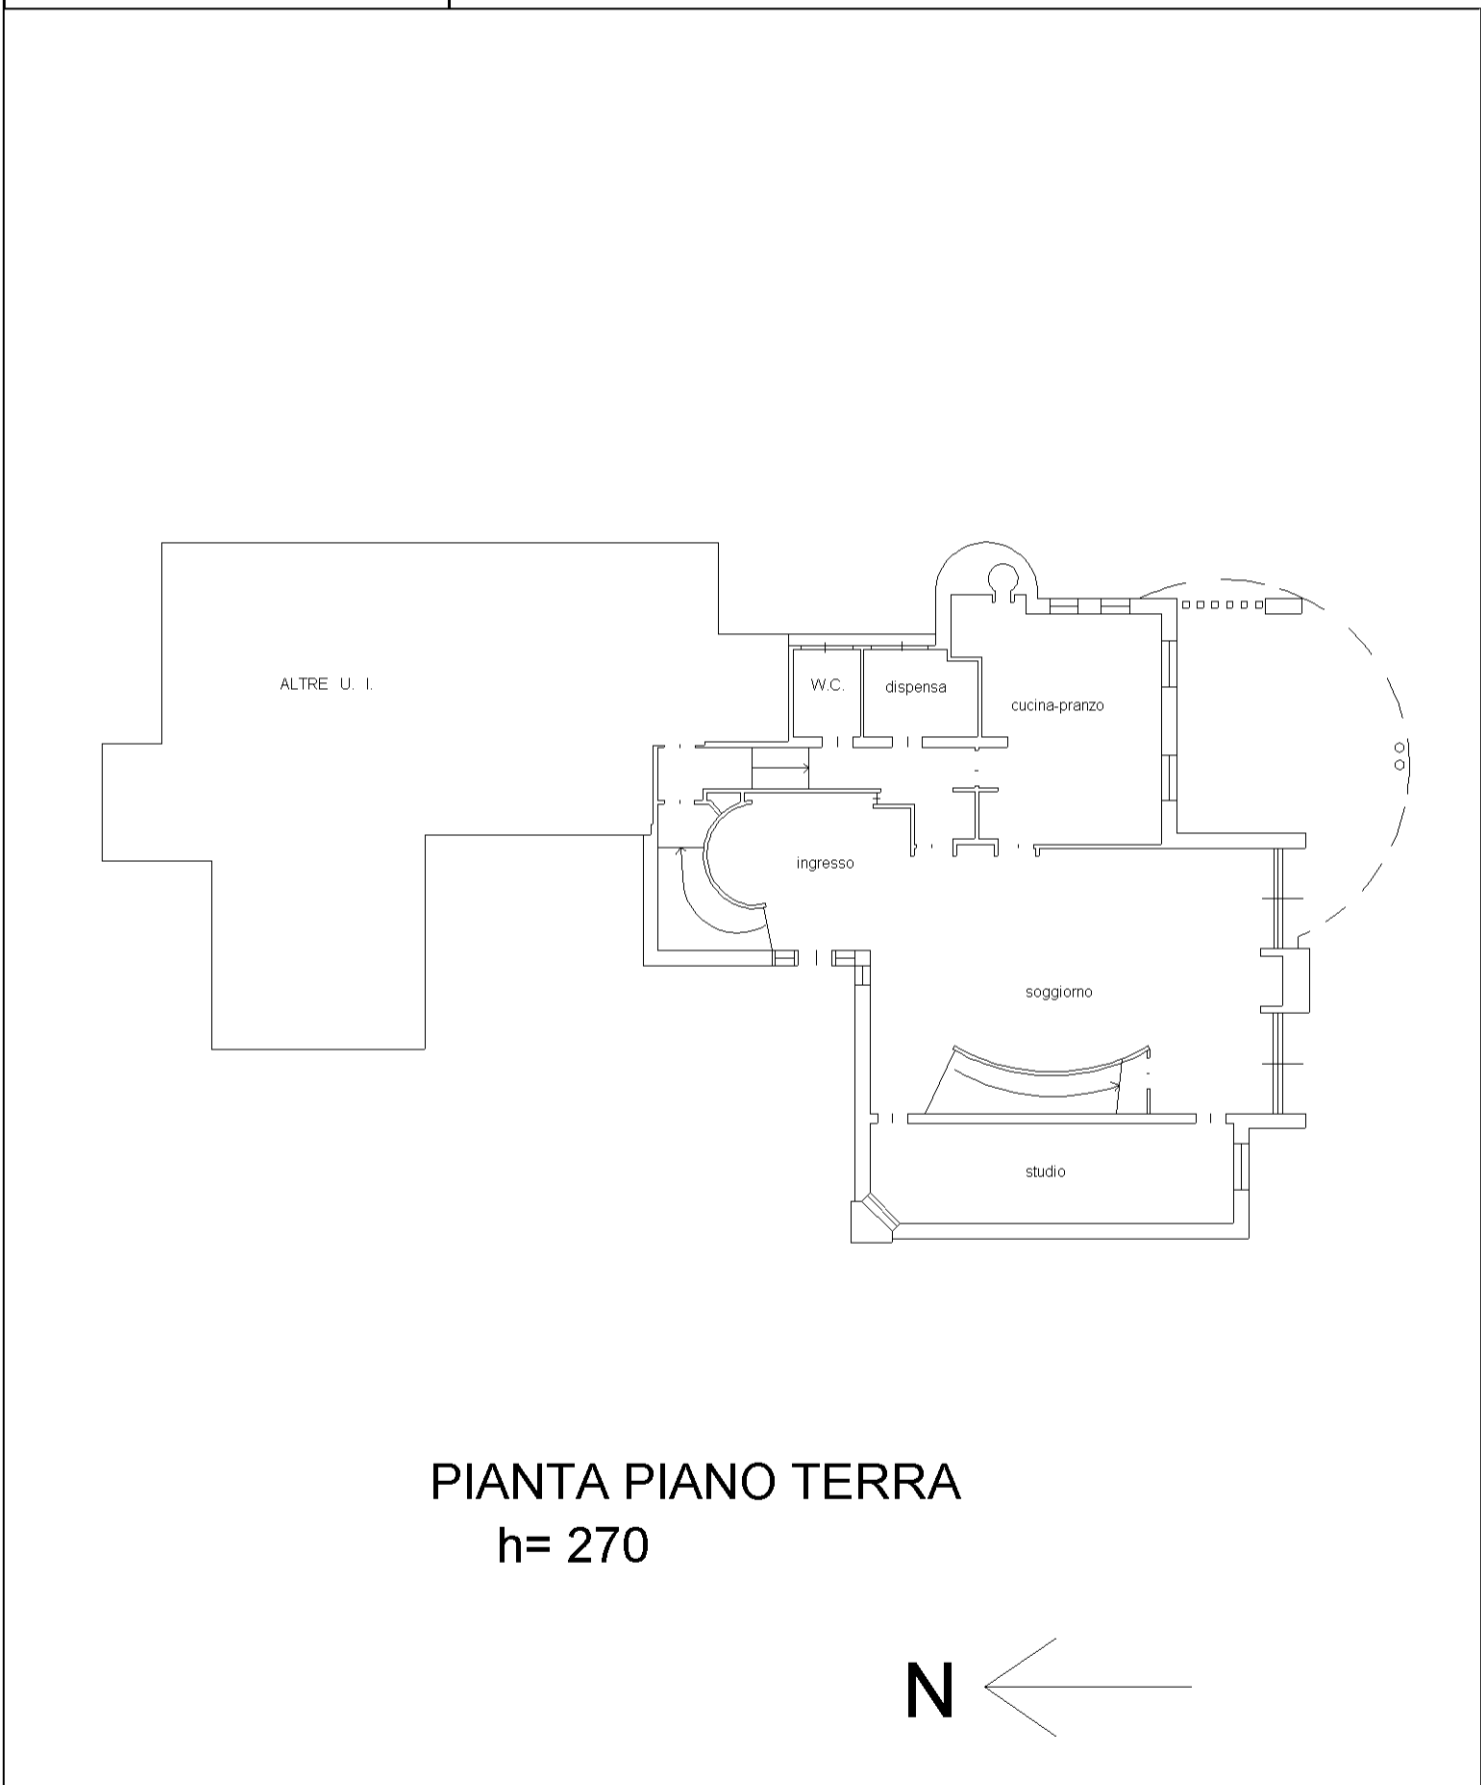 ALTRE U. I.
W.C.
dispensa
cucina-pranzo
ingresso
soggiorno
studio
PIANTA PIANO TERRA
h= 270
N